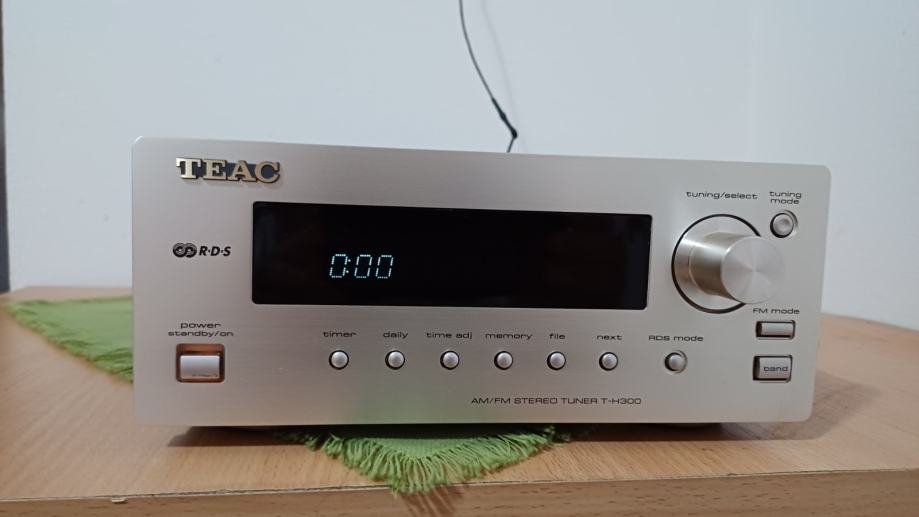 TEAC
tuning/select
tuning
mode
R·D·S
0:00
FM mode
power
standby/on
timer
daily
time adj
memory
file
next
RDS mode
band
AM/FM STEREO TUNER T-H300